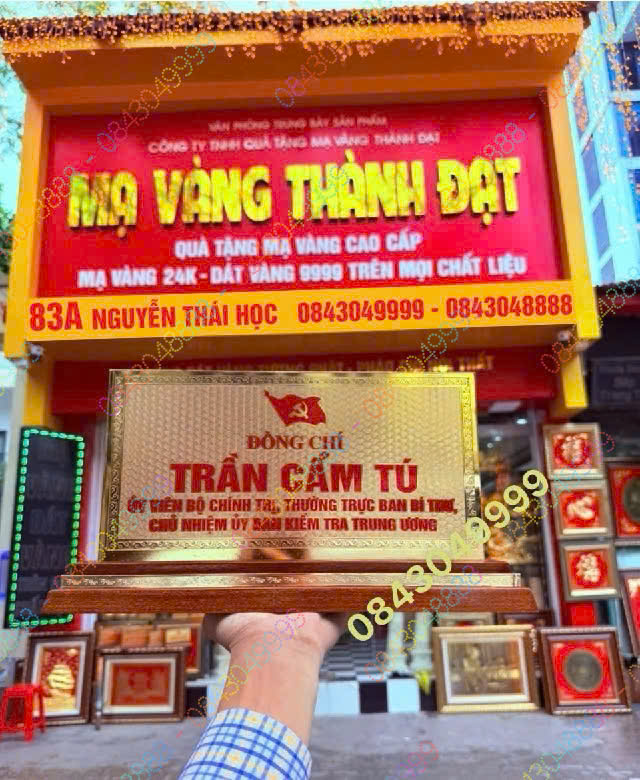 VĂN PHÒNG TRƯNG BÀY SẢN PHẨM
CÔNG TY TNHH QUÀ TẶNG MẠ VÀNG THÀNH ĐẠT
MẠ VÀNG THÀNH ĐẠT
QUÀ TẶNG MẠ VÀNG CAO CẤP
MẠ VÀNG 24K - DÁT VÀNG 9999 TRÊN MỌI CHẤT LIỆU
83A NGUYỄN THÁI HỌC 0843049999 - 0843048888
THẤT
ĐỒNG CHÍ
TRẦN CẨM TÚ
ỦY VIÊN BỘ CHÍNH TRỊ, THƯỜNG TRỰC BAN BÍ THƯ,
CHỦ NHIỆM ỦY BAN KIỂM TRA TRUNG ƯƠNG
0843049999
0843048888 - 0843049999